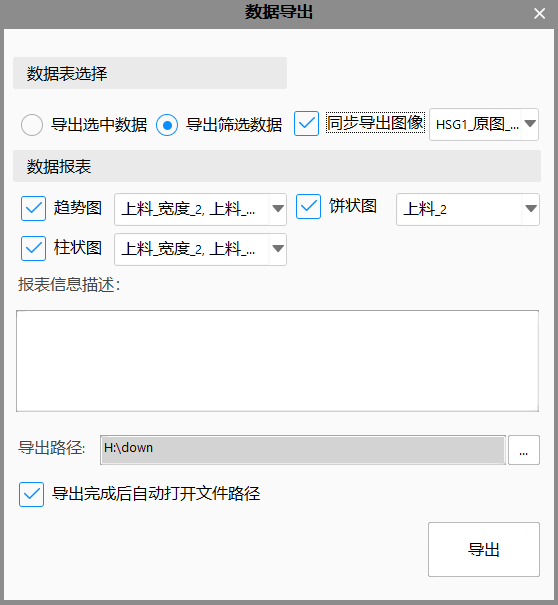 数据导出
数据表选择
导出选中数据 导出筛选数据 同步导出图像 HSG1_原图_...
数据报表
趋势图 上料_宽度_2, 上料_... 饼状图 上料_2
柱状图 上料_宽度_2, 上料_...
报表信息描述:
导出路径: H:\down ...
导出完成后自动打开文件路径
导出